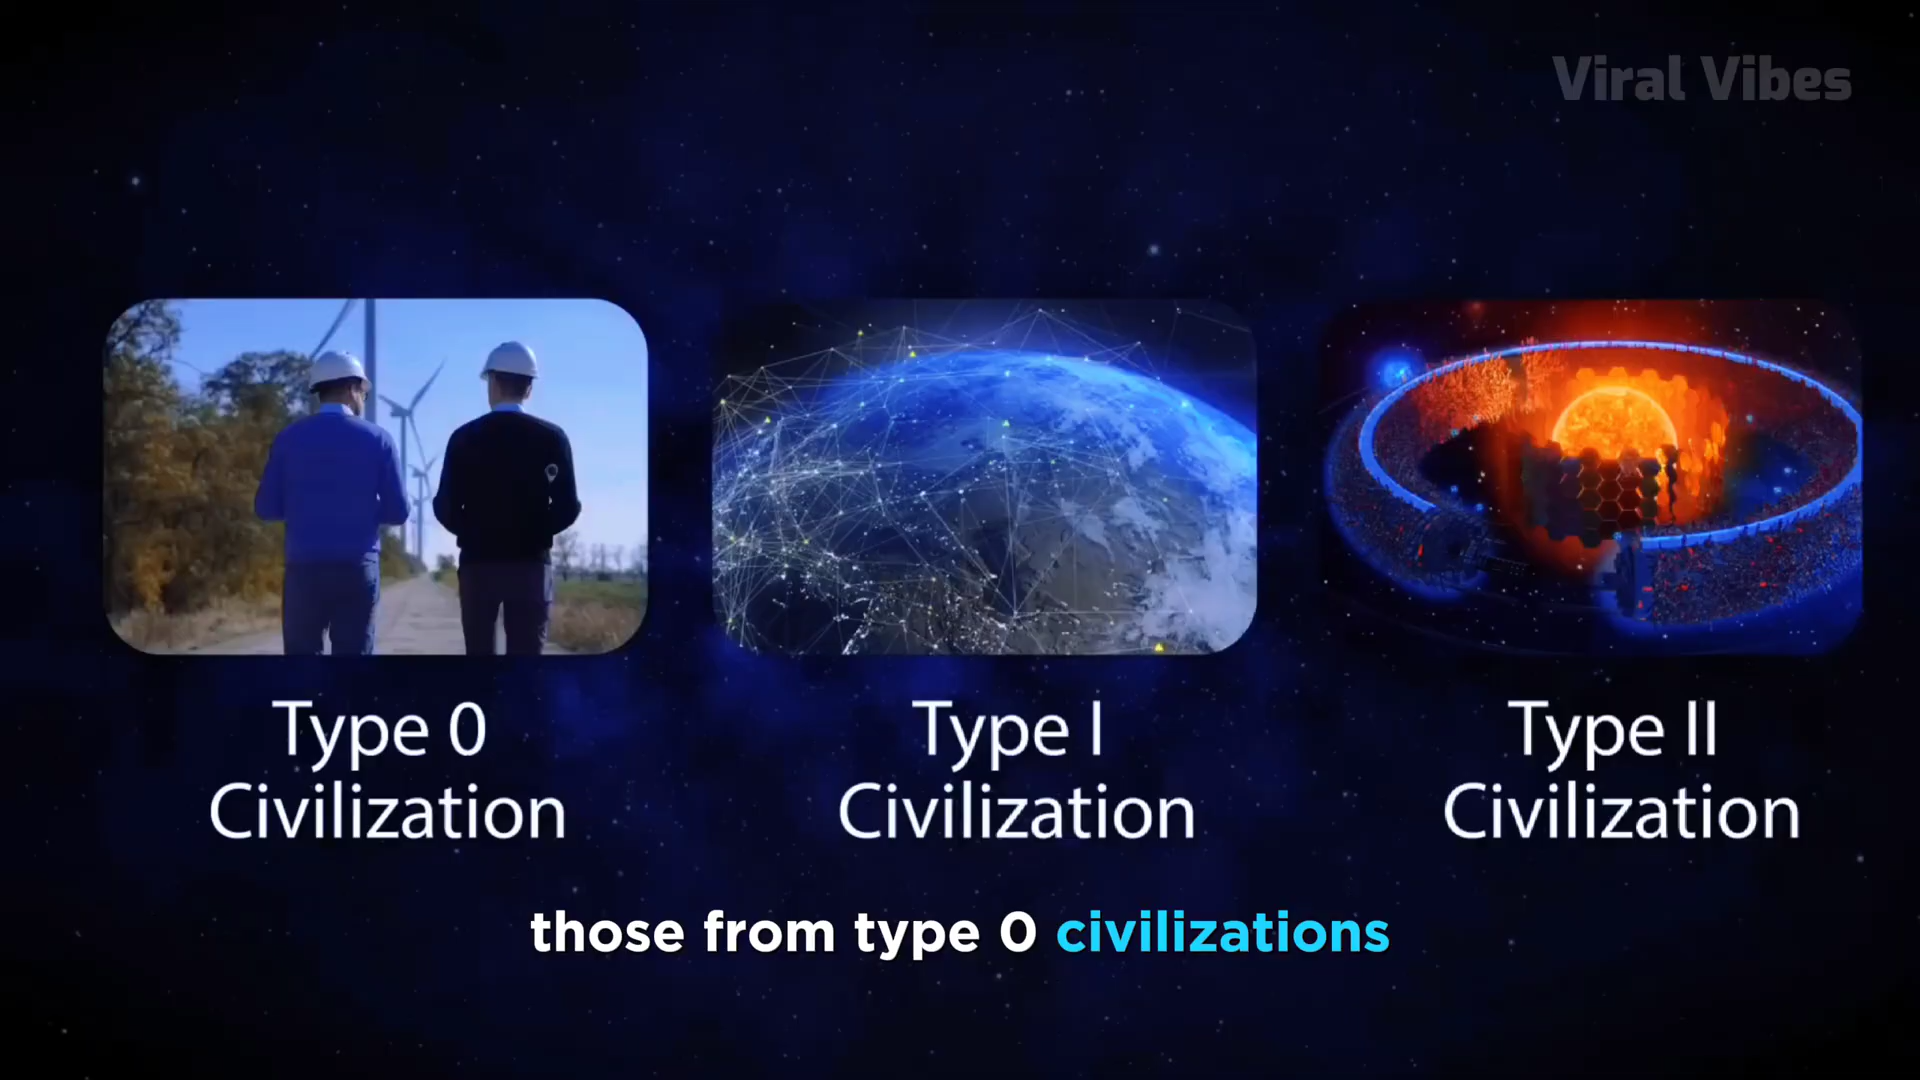 Viral Vibes
Type 0
Civilization
Type I
Civilization
Type II
Civilization
those from type 0 civilizations